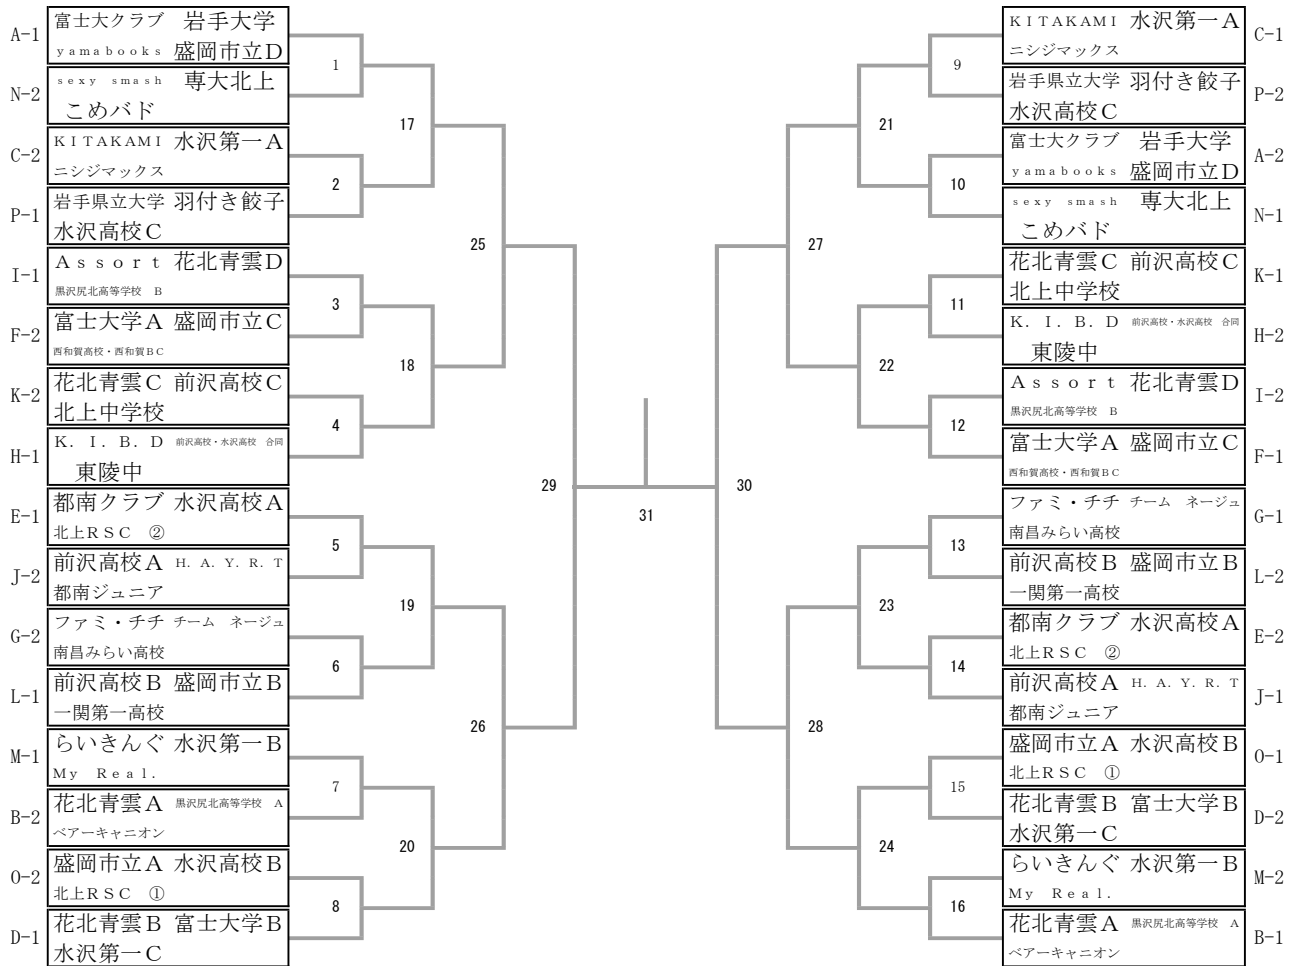 A-1
富士大クラブ 岩手大学
yamabooks 盛岡市立D
N-2
sexy smash 専大北上
こめバド
C-2
KITAKAMI 水沢第一A
ニシジマックス
P-1
岩手県立大学 羽付き餃子
水沢高校C
I-1
Assort 花北青雲D
黒沢尻北高等学校 B
F-2
富士大学A 盛岡市立C
西和賀高校・西和賀BC
K-2
花北青雲C 前沢高校C
北上中学校
H-1
K.I.B.D 前沢高校・水沢高校 合同
東陵中
E-1
都南クラブ 水沢高校A
北上RSC ②
J-2
前沢高校A H.A.Y.R.T
都南ジュニア
G-2
ファミ・チチ チーム ネージュ
南昌みらい高校
L-1
前沢高校B 盛岡市立B
一関第一高校
M-1
らいきんぐ 水沢第一B
My Real.
B-2
花北青雲A 黒沢尻北高等学校 A
ベアーキャニオン
O-2
盛岡市立A 水沢高校B
北上RSC ①
D-1
花北青雲B 富士大学B
水沢第一C
1
2
3
4
5
6
7
8
17
18
19
20
25
26
29
31
30
27
28
21
22
23
24
9
10
11
12
13
14
15
16
KITAKAMI 水沢第一A
ニシジマックス
C-1
岩手県立大学 羽付き餃子
水沢高校C
P-2
富士大クラブ 岩手大学
yamabooks 盛岡市立D
A-2
sexy smash 専大北上
こめバド
N-1
花北青雲C 前沢高校C
北上中学校
K-1
K.I.B.D 前沢高校・水沢高校 合同
東陵中
H-2
Assort 花北青雲D
黒沢尻北高等学校 B
I-2
富士大学A 盛岡市立C
西和賀高校・西和賀BC
F-1
ファミ・チチ チーム ネージュ
南昌みらい高校
G-1
前沢高校B 盛岡市立B
一関第一高校
L-2
都南クラブ 水沢高校A
北上RSC ②
E-2
前沢高校A H.A.Y.R.T
都南ジュニア
J-1
盛岡市立A 水沢高校B
北上RSC ①
O-1
花北青雲B 富士大学B
水沢第一C
D-2
らいきんぐ 水沢第一B
My Real.
M-2
花北青雲A 黒沢尻北高等学校 A
ベアーキャニオン
B-1